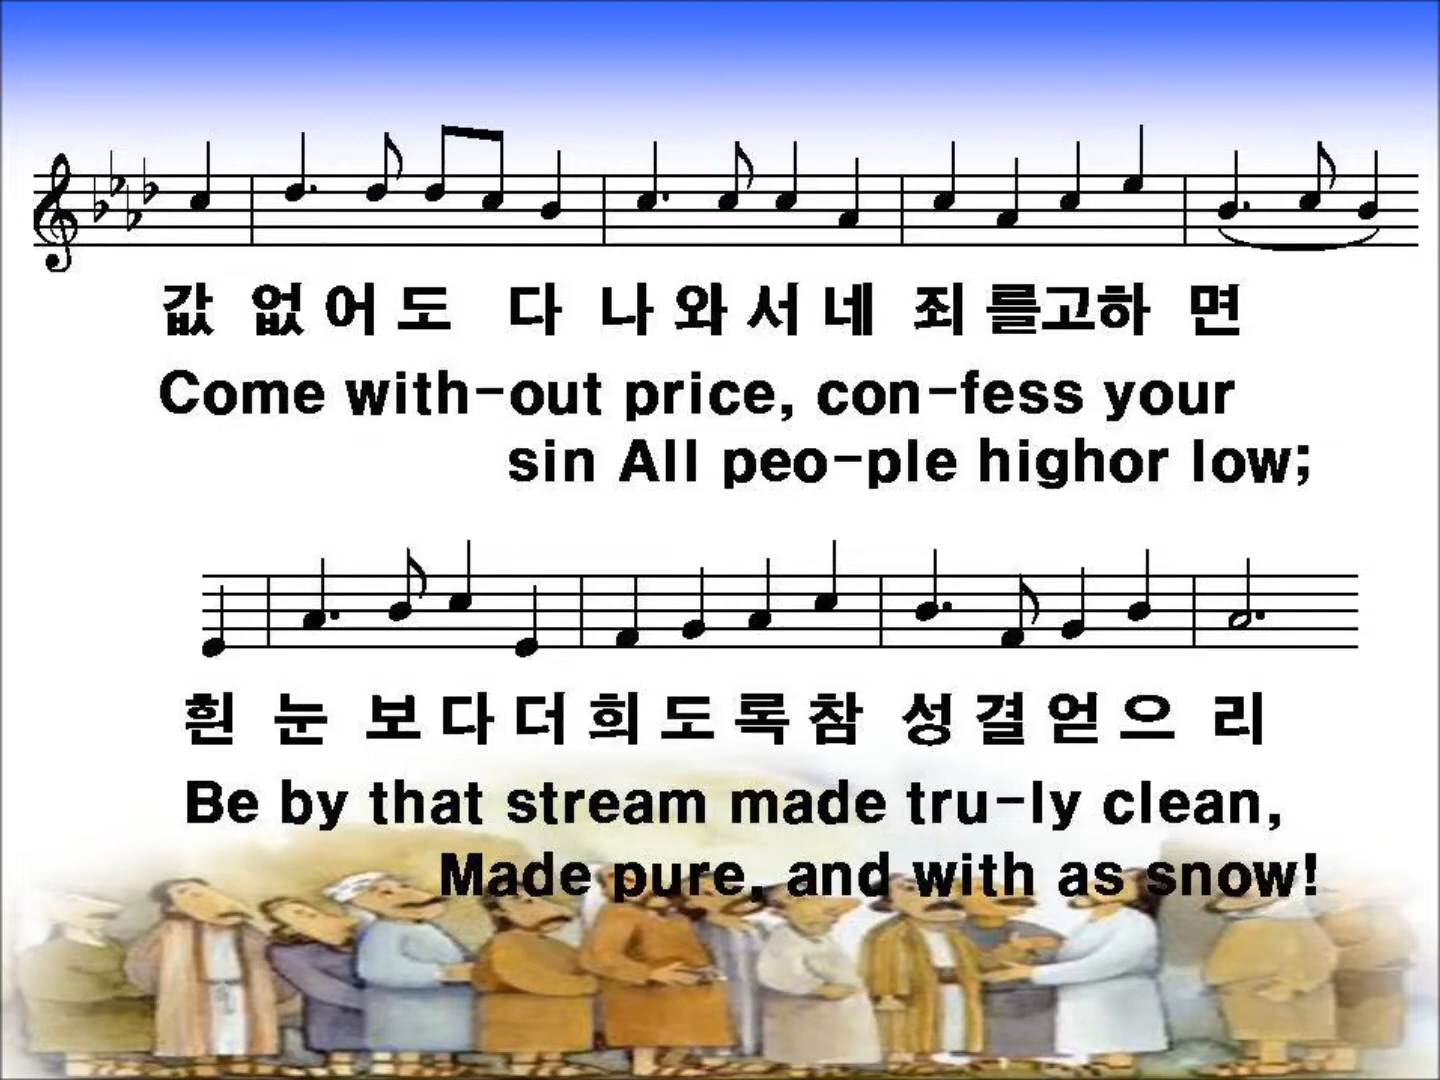 값 없 어 도 다 나 와 서 네 죄 를고하 면
Come with-out price, con-fess your
sin All peo-ple highor low;
흰 눈 보 다 더 희 도 록 참 성 결 얻 으 리
Be by that stream made tru-ly clean,
Made pure, and with as snow!